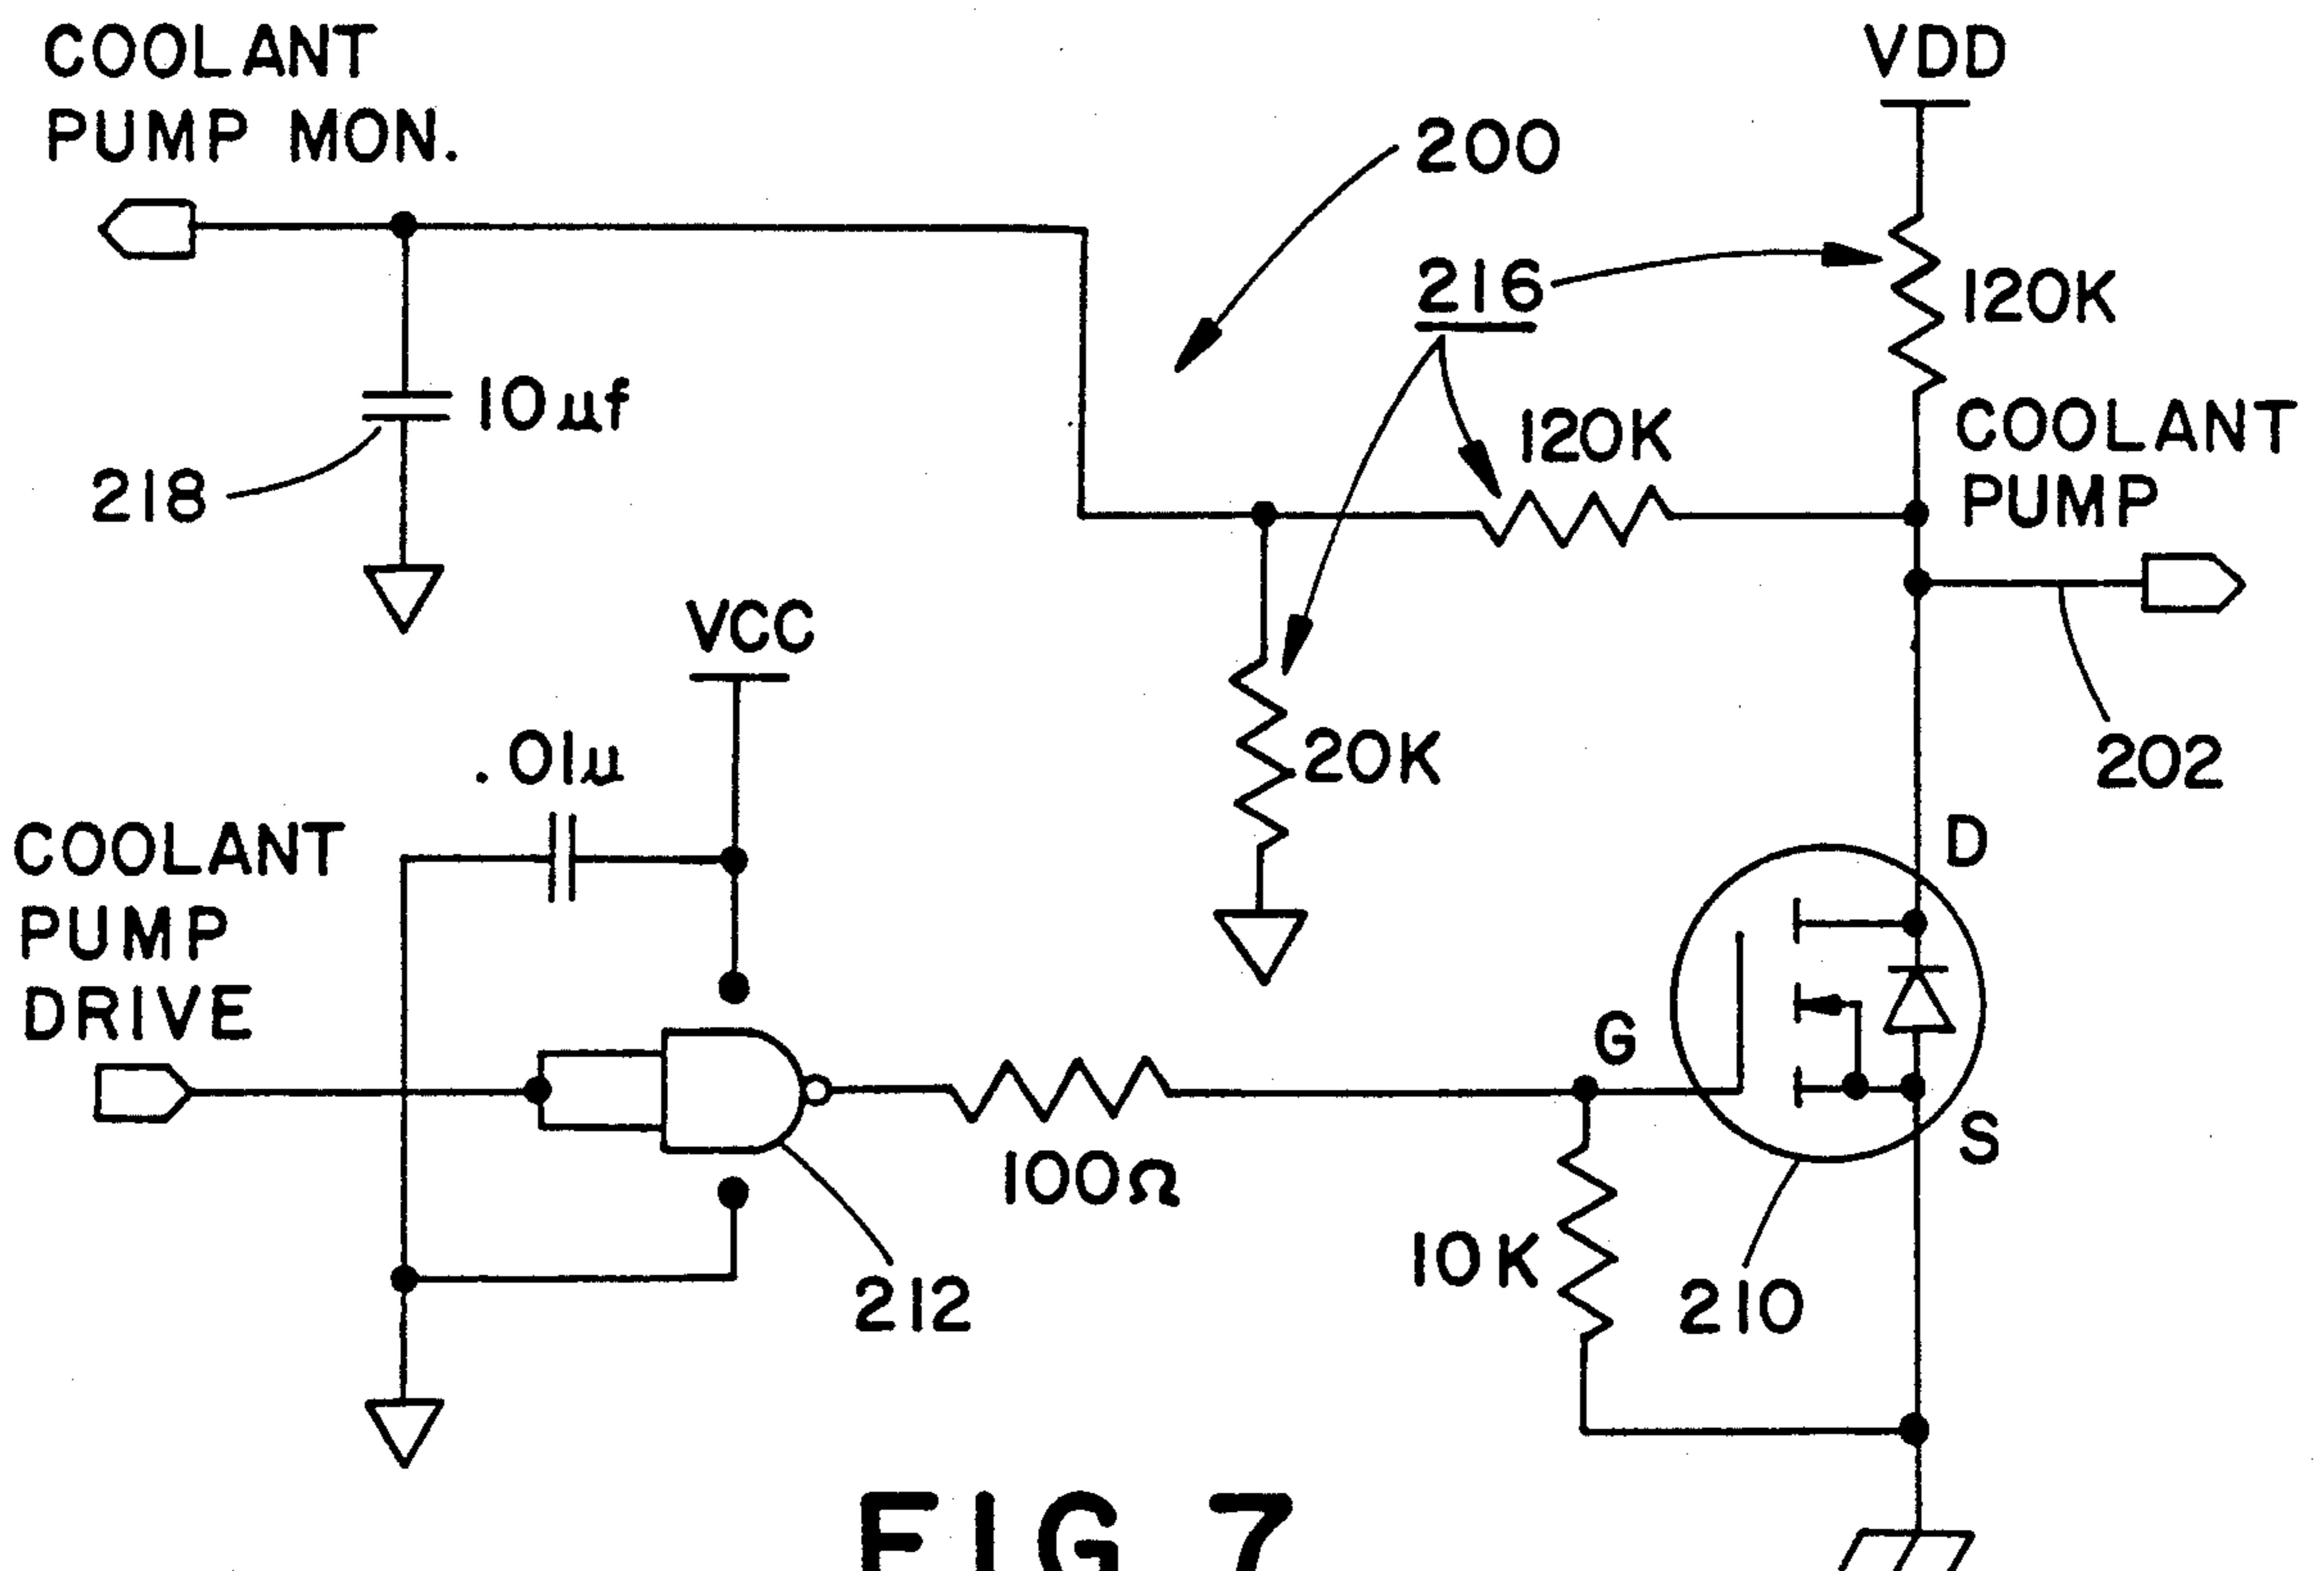 COOLANT
PUMP MON.
VDD
200
216
120K
10µf
120K
COOLANT
PUMP
218
VCC
.01µ
20K
202
COOLANT
PUMP
DRIVE
D
G
S
100Ω
10K
210
212
FIG 7